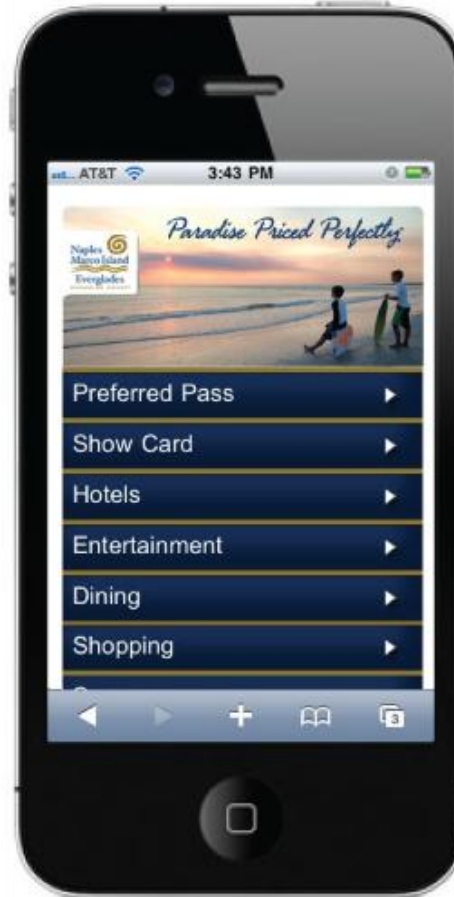 AT&T 3:43 PM
Paradise Priced Perfectly
Naples
Marco Island
Everglades
Preferred Pass
Show Card
Hotels
Entertainment
Dining
Shopping
3